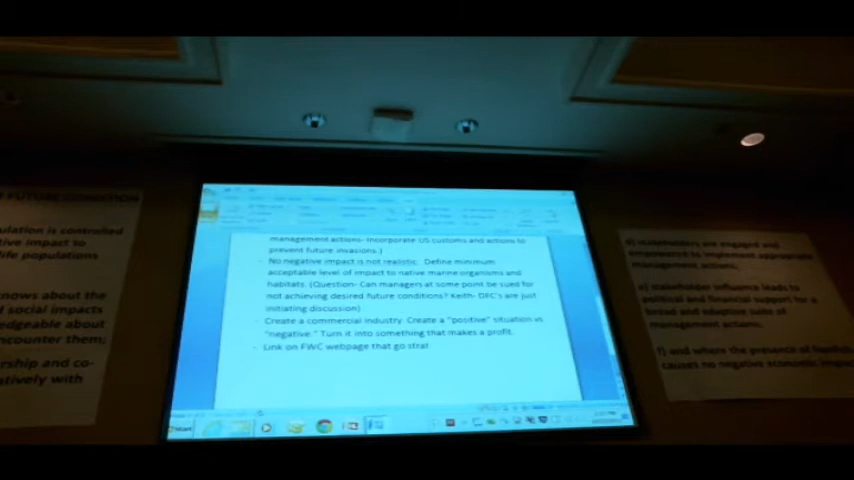 FUTURE CONDITION
ulation is controlled
tive impact to
life populations
nows about the
d social impacts
edgeable about
ncounter them;
rship and co-
atively with
management actions- Incorporate US customs and actions to
prevent future invasions.)
- No negative impact is not realistic. Define minimum
acceptable level of impact to native marine organisms and
habitats. (Question- Can managers at some point be sued for
not achieving desired future conditions? Keith- DFC's are just
initiating discussion)
- Create a commercial industry. Create a "positive" situation vs
"negative." Turn it into something that makes a profit.
- Link on FWC webpage that go strat
Start
stakeholders are engaged and
empowered to implement appropriate
management actions;
e) stakeholder influence leads to
political and financial support for a
broad and adaptive suite of
management actions;
f) and where the presence of lionfish
causes no negative economic impact